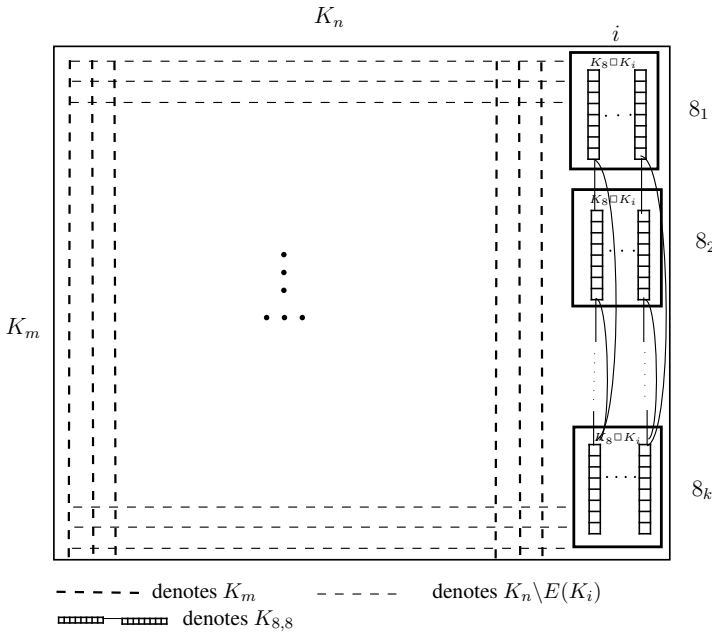 K_n
i
K_8□K_i
8_1
K_8□K_i
8_2
K_m
K_8□K_i
8_k
denotes K_m
denotes K_n\E(K_i)
denotes K_{8,8}